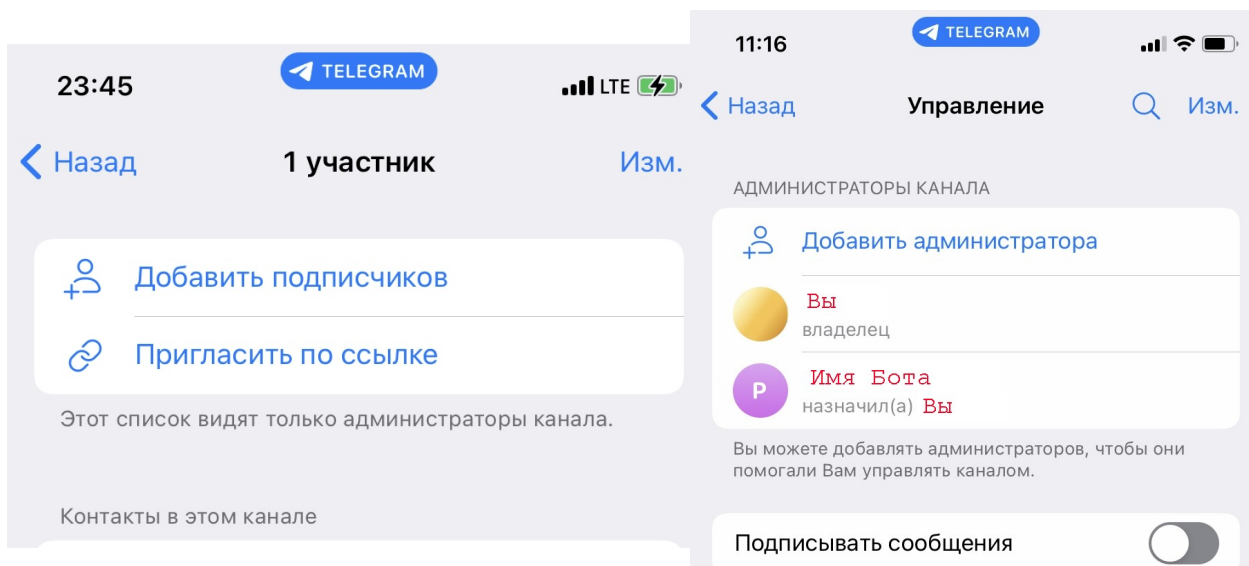 23:45
TELEGRAM
LTE
Назад
1 участник
Изм.
Добавить подписчиков
Пригласить по ссылке
Этот список видят только администраторы канала.
Контакты в этом канале
11:16
TELEGRAM
Назад
Управление
Изм.
АДМИНИСТРАТОРЫ КАНАЛА
Добавить администратора
Вы
владелец
P
Имя Бота
назначил(а) Вы
Вы можете добавлять администраторов, чтобы они
помогали Вам управлять каналом.
Подписывать сообщения